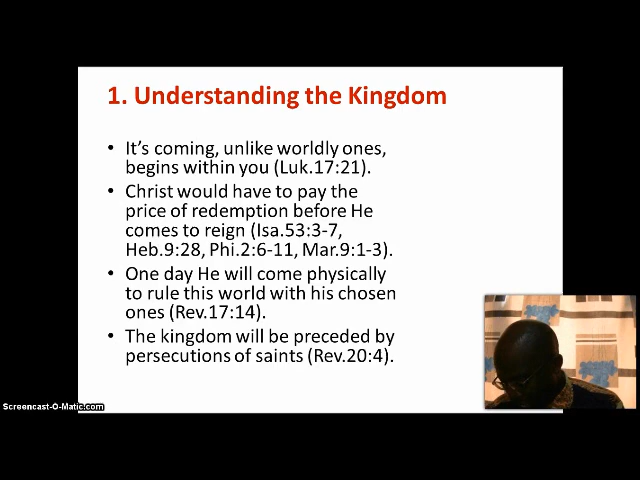 1. Understanding the Kingdom
• It's coming, unlike worldly ones,
begins within you (Luk.17:21).
• Christ would have to pay the
price of redemption before He
comes to reign (Isa.53:3-7,
Heb.9:28, Phi.2:6-11, Mar.9:1-3).
• One day He will come physically
to rule this world with his chosen
ones (Rev.17:14).
• The kingdom will be preceded by
persecutions of saints (Rev.20:4).
Screencast-O-Matic.com